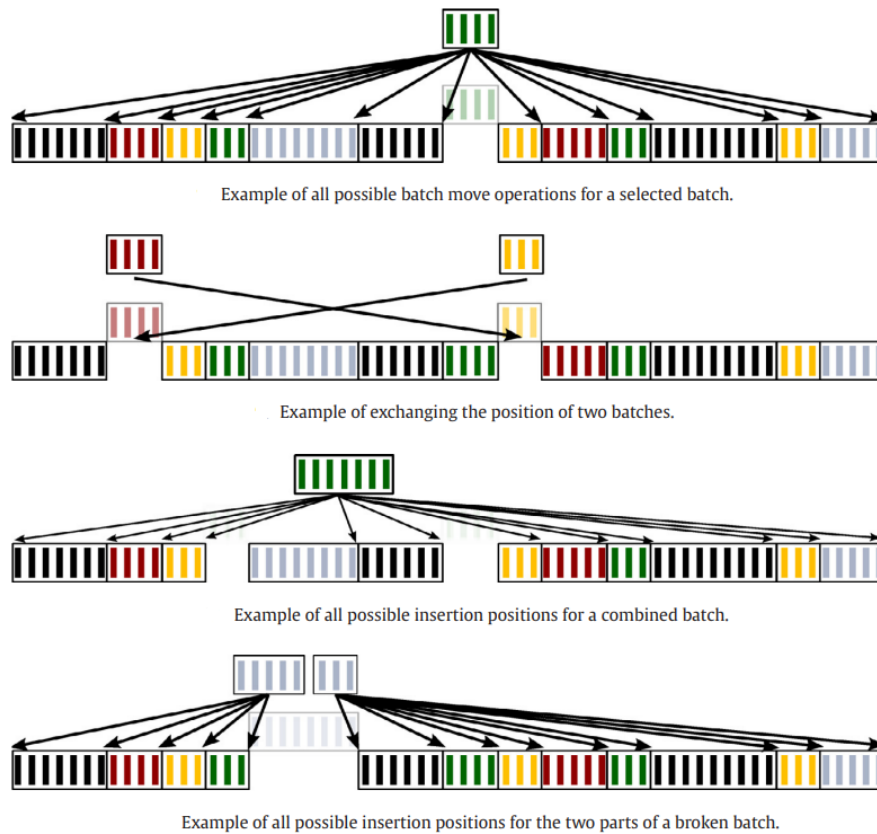 Example of all possible batch move operations for a selected batch.
Example of exchanging the position of two batches.
Example of all possible insertion positions for a combined batch.
Example of all possible insertion positions for the two parts of a broken batch.